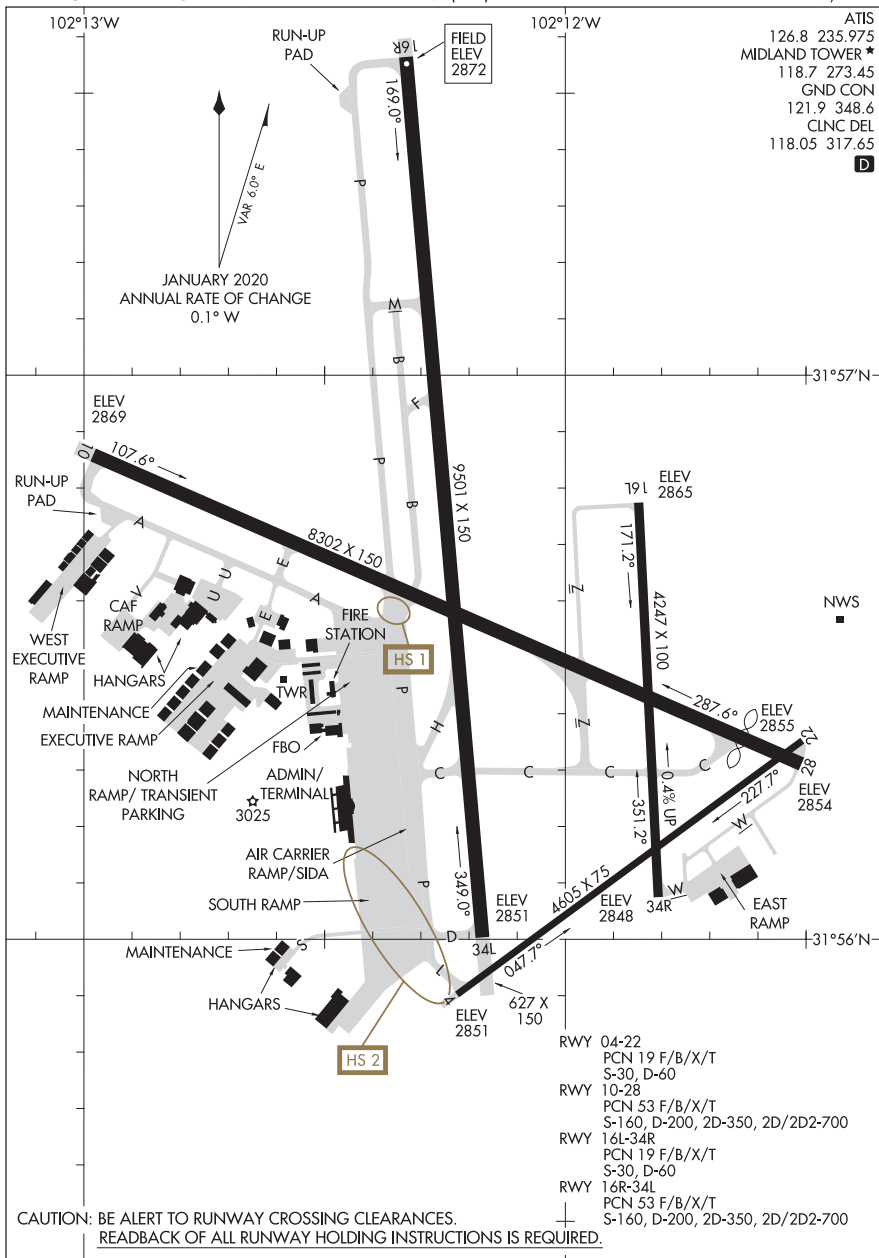 102°13'W
102°12'W
ATIS
126.8 235.975
MIDLAND TOWER ★
118.7 273.45
GND CON
121.9 348.6
CLNC DEL
118.05 317.65
D
RUN-UP
PAD
16R
FIELD
ELEV
2872
169.0°
VAR 6.0° E
P
JANUARY 2020
ANNUAL RATE OF CHANGE
0.1° W
M
B
F
31°57'N
ELEV
2869
10
107.6°
P
B
9501 X 150
RUN-UP
PAD
A
8302 X 150
16L
ELEV
2865
171.2°
4247 X 100
Z
NWS
V
CAF
RAMP
U
U
E
E
A
FIRE
STATION
HS 1
WEST
EXECUTIVE
RAMP
HANGARS
MAINTENANCE
EXECUTIVE RAMP
TWR
FBO
P
H
Z
287.6°
ELEV
2855
22
28
ELEV
2854
NORTH
RAMP/ TRANSIENT
PARKING
ADMIN/
TERMINAL
3025
C
C
C
C
C
227.7°
W
0.4% UP
351.2°
AIR CARRIER
RAMP/SIDA
SOUTH RAMP
P
349.0°
ELEV
2851
4605 X 75
ELEV
2848
34R
W
EAST
RAMP
31°56'N
MAINTENANCE
S
D
34L
047.7°
L
4
HANGARS
ELEV
2851
627 X
150
HS 2
RWY 04-22
PCN 19 F/B/X/T
S-30, D-60
RWY 10-28
PCN 53 F/B/X/T
S-160, D-200, 2D-350, 2D/2D2-700
RWY 16L-34R
PCN 19 F/B/X/T
S-30, D-60
RWY 16R-34L
PCN 53 F/B/X/T
S-160, D-200, 2D-350, 2D/2D2-700
CAUTION: BE ALERT TO RUNWAY CROSSING CLEARANCES.
READBACK OF ALL RUNWAY HOLDING INSTRUCTIONS IS REQUIRED.